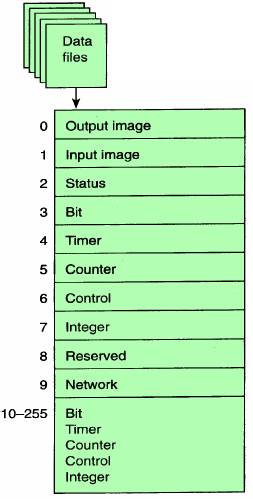 Data
files
0 Output image
1 Input image
2 Status
3 Bit
4 Timer
5 Counter
6 Control
7 Integer
8 Reserved
9 Network
10–255 Bit
Timer
Counter
Control
Integer